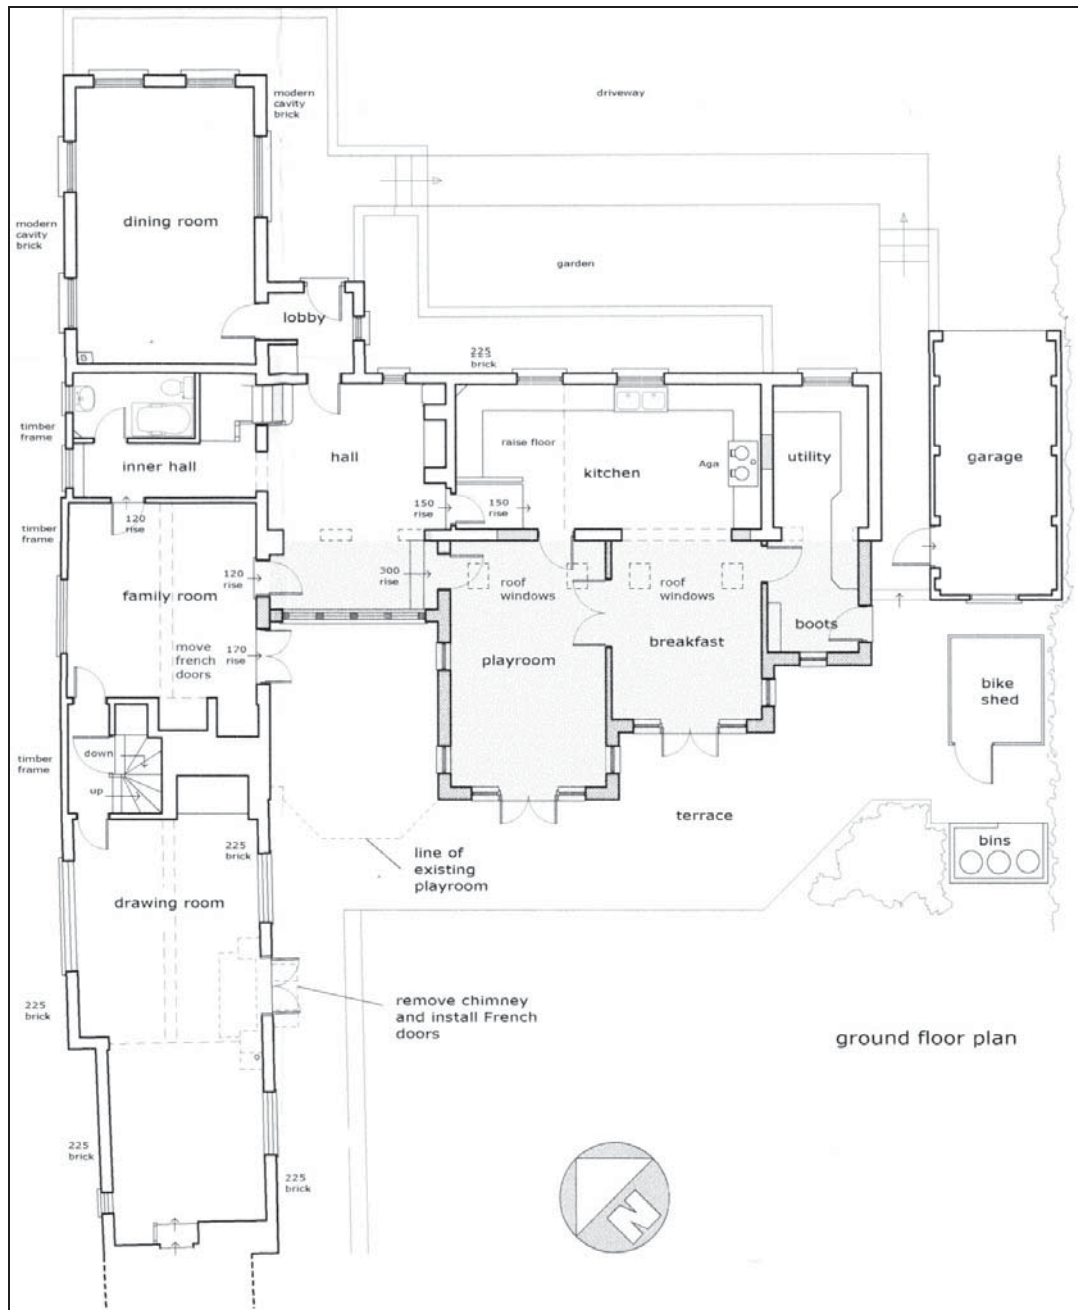 driveway
modern
cavity
brick
dining room
modern
cavity
brick
garden
lobby
225
brick
timber
frame
inner hall
hall
raise floor
kitchen
Aga
utility
garage
150
rise
150
rise
timber
frame
120
rise
120
rise
300
rise
family room
roof
windows
roof
windows
boots
move
french
doors
170
rise
playroom
breakfast
bike
shed
timber
frame
down
up
terrace
bins
225
brick
line of
existing
playroom
drawing room
225
brick
remove chimney
and install French
doors
ground floor plan
225
brick
225
brick
N